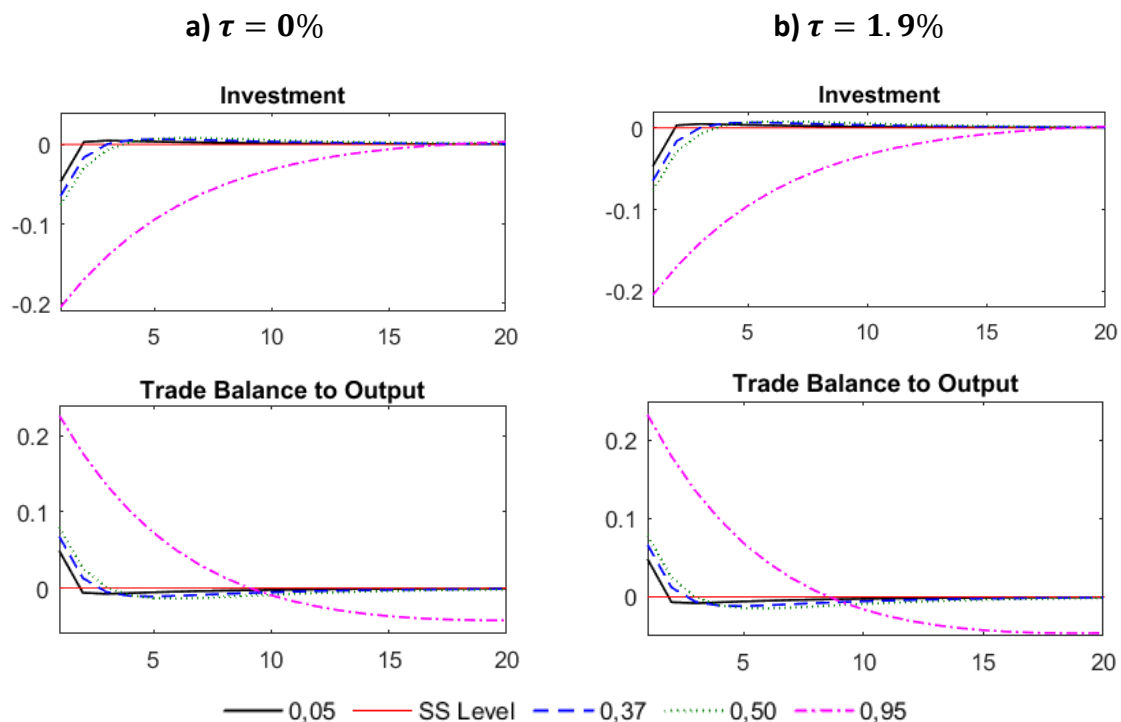 a) τ = 0%
b) τ = 1.9%
Investment
0
-0.1
-0.2
5 10 15 20
Investment
0
-0.1
-0.2
5 10 15 20
Trade Balance to Output
0.2
0.1
0
5 10 15 20
Trade Balance to Output
0.2
0.1
0
5 10 15 20
0,05 SS Level 0,37 0,50 0,95